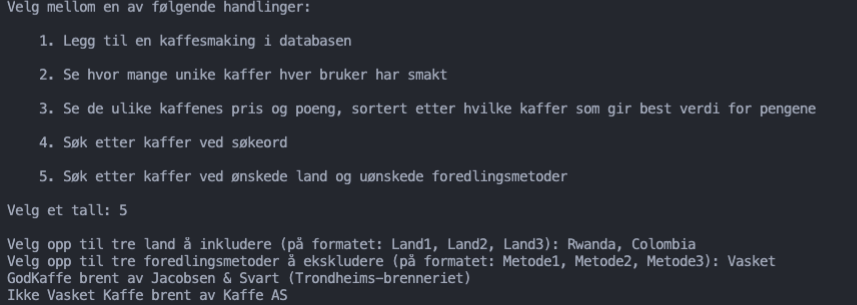 Velg mellom en av følgende handlinger:
1. Legg til en kaffesmaking i databasen
2. Se hvor mange unike kaffer hver bruker har smakt
3. Se de ulike kaffenes pris og poeng, sortert etter hvilke kaffer som gir best verdi for pengene
4. Søk etter kaffer ved søkeord
5. Søk etter kaffer ved ønskede land og uønskede foredlingsmetoder
Velg et tall: 5
Velg opp til tre land å inkludere (på formatet: Land1, Land2, Land3): Rwanda, Colombia
Velg opp til tre foredlingsmetoder å ekskludere (på formatet: Metode1, Metode2, Metode3): Vasket
GodKaffe brent av Jacobsen & Svart (Trondheims-brenneriet)
Ikke Vasket Kaffe brent av Kaffe AS